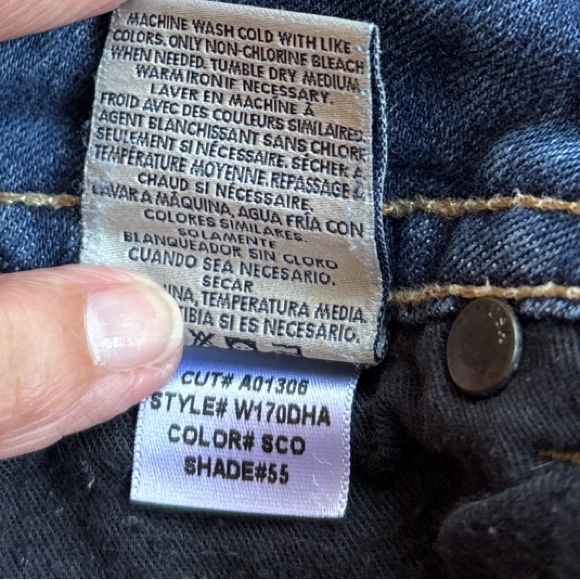 MACHINE WASH COLD WITH LIKE
COLORS. ONLY NON-CHLORINE BLEACH
WHEN NEEDED. TUMBLE DRY MEDIUM,
WARM IRON IF NECESSARY.
LAVER EN MACHINE À
FROID AVEC DES COULEURS SIMILAIRES.
AGENT BLANCHISSANT SANS CHLORE
SEULEMENT SI NÉCESSAIRE. SÉCHER À
TEMPÉRATURE MOYENNE. REPASSAGE À
CHAUD SI NÉCESSAIRE.
LAVAR A MÁQUINA, AGUA FRÍA CON
COLORES SIMILARES.
SOLAMENTE
BLANQUEADOR SIN CLORO
CUANDO SEA NECESARIO.
SECAR
TEMPERATURA MEDIA.
SI ES NECESARIO.
CUT# A01306
STYLE# W170DHA
COLOR# SCO
SHADE#55